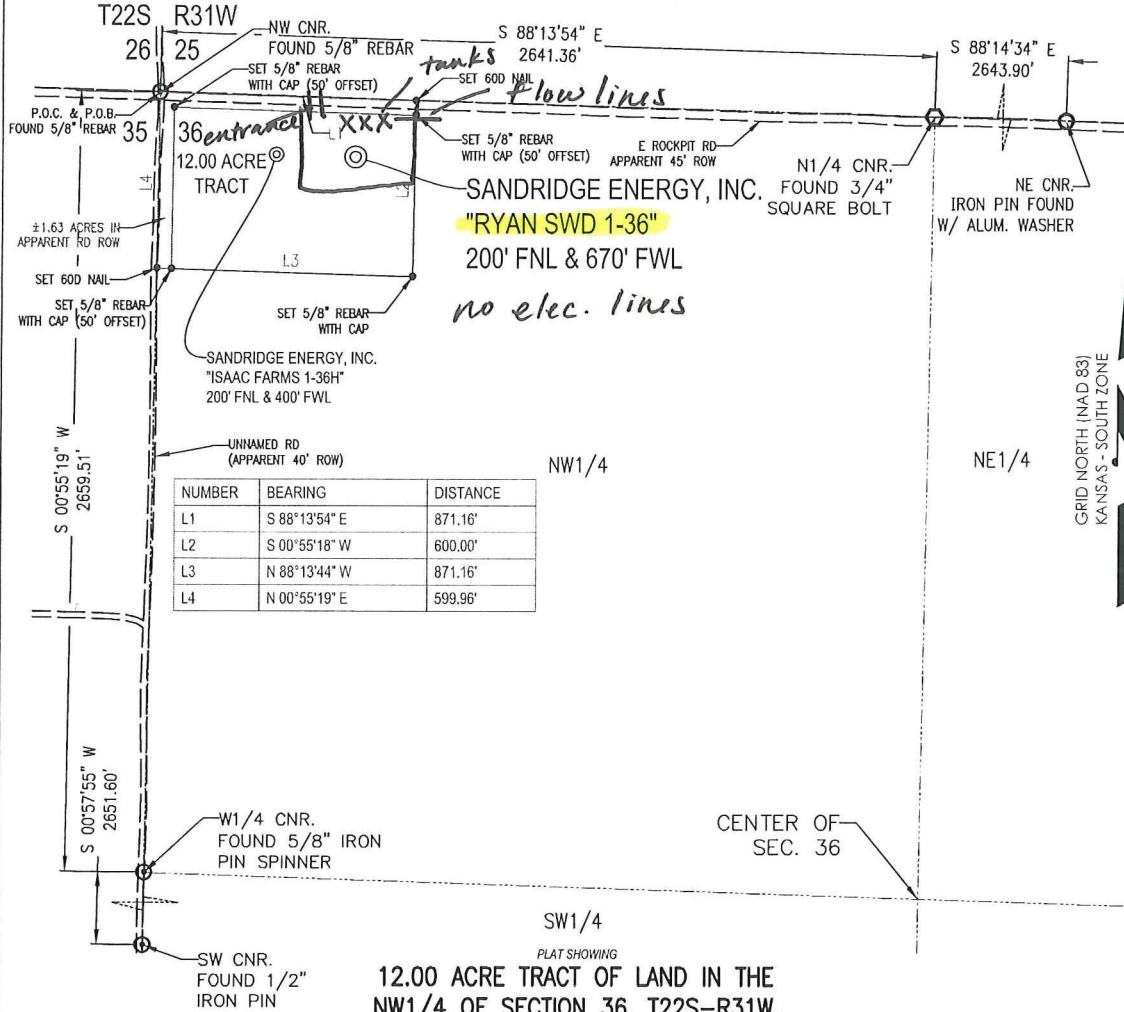 T22S R31W
26 25
NW CNR.
FOUND 5/8" REBAR
S 88°13'54" E
2641.36'
S 88°14'34" E
2643.90'
SET 5/8" REBAR
WITH CAP (50' OFFSET)
tanks
SET 60D NAIL
flow lines
P.O.C. & P.O.B.
FOUND 5/8" REBAR
35 36
entrance
L1
XXX
SET 5/8" REBAR
WITH CAP (50' OFFSET)
E ROCKPIT RD
APPARENT 45' ROW
N1/4 CNR.
FOUND 3/4"
SQUARE BOLT
NE CNR.
IRON PIN FOUND
W/ ALUM. WASHER
12.00 ACRE
TRACT
L4
L2
SANDRIDGE ENERGY, INC.
"RYAN SWD 1-36"
200' FNL & 670' FWL
±1.63 ACRES IN
APPARENT RD ROW
SET 60D NAIL
L3
SET 5/8" REBAR
WITH CAP (50' OFFSET)
SET 5/8" REBAR
WITH CAP
no elec. lines
SANDRIDGE ENERGY, INC.
"ISAAC FARMS 1-36H"
200' FNL & 400' FWL
GRID NORTH (NAD 83)
KANSAS - SOUTH ZONE
UNNAMED RD
(APPARENT 40' ROW)
NW1/4
NE1/4
S 00°55'19" W
2659.51'
NUMBER BEARING DISTANCE
L1 S 88°13'54" E 871.16'
L2 S 00°55'18" W 600.00'
L3 N 88°13'44" W 871.16'
L4 N 00°55'19" E 599.96'
S 00°57'55" W
2651.60'
W1/4 CNR.
FOUND 5/8" IRON
PIN SPINNER
CENTER OF
SEC. 36
SW1/4
SW CNR.
FOUND 1/2"
IRON PIN
PLAT SHOWING
12.00 ACRE TRACT OF LAND IN THE
NW1/4 OF SECTION 36, T22S-R31W,